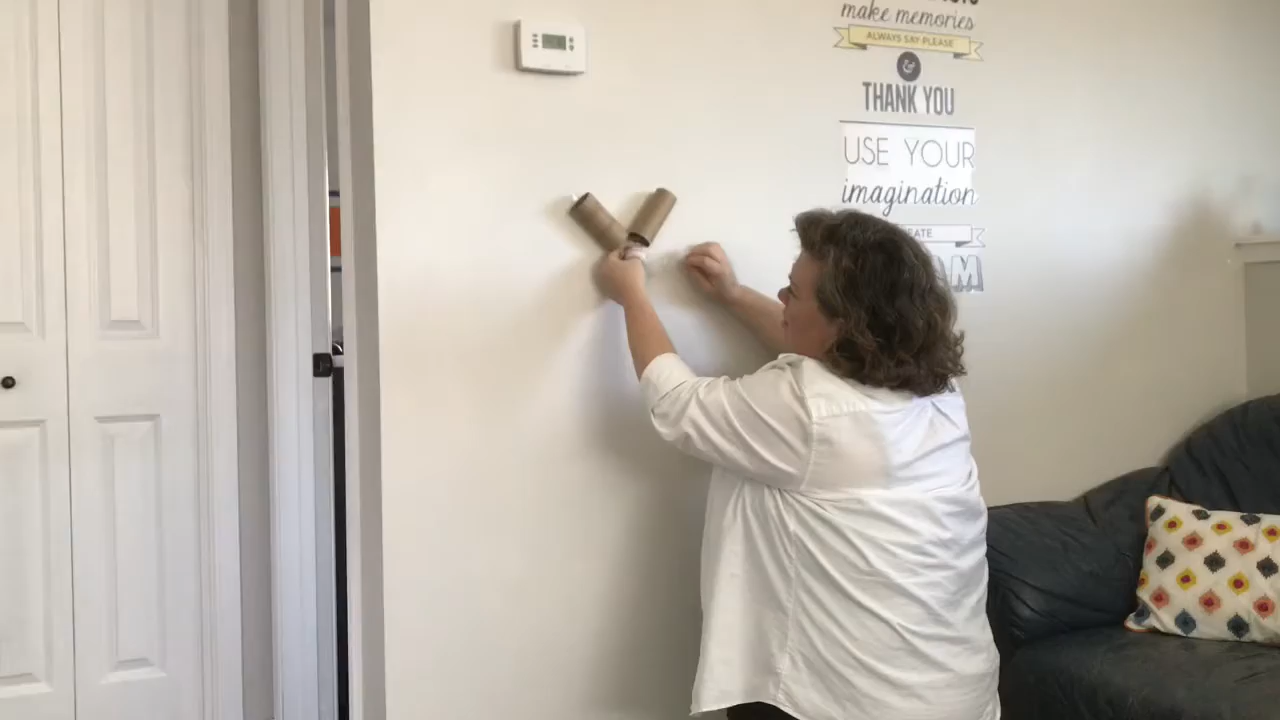 make memories
ALWAYS SAY PLEASE
&
THANK YOU
USE YOUR
imagination